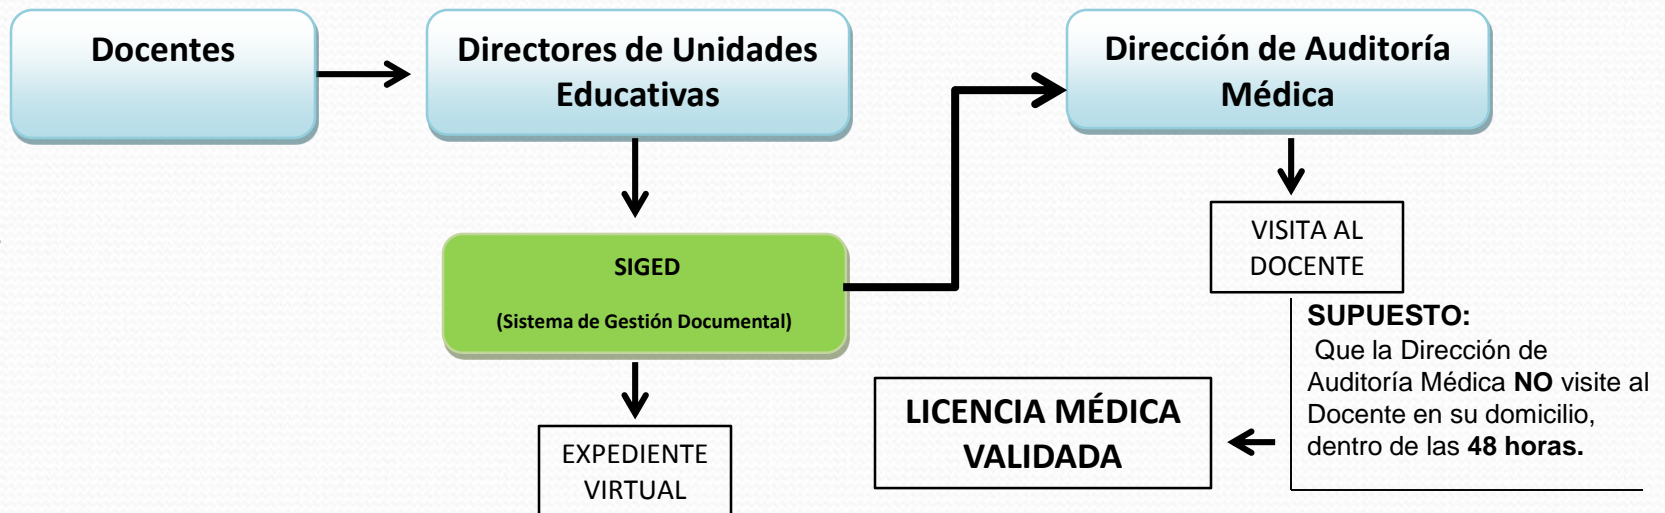 Docentes
Directores de Unidades
Educativas
Dirección de Auditoría
Médica
SIGED
(Sistema de Gestión Documental)
VISITA AL
DOCENTE
SUPUESTO:
Que la Dirección de
Auditoría Médica NO visite al
Docente en su domicilio,
dentro de las 48 horas.
LICENCIA MÉDICA
VALIDADA
EXPEDIENTE
VIRTUAL